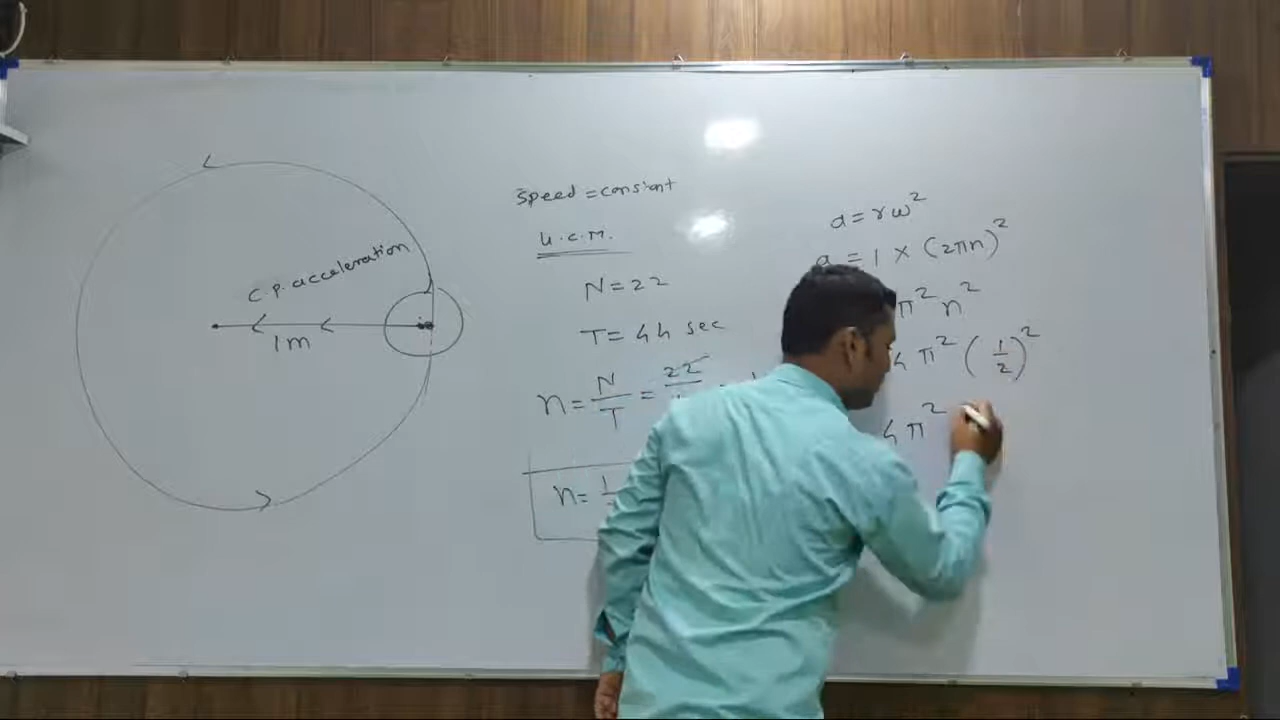 C.P. acceleration
1m
Speed = constant
U.C.M.
N = 22
T = 44 sec
n = N/T = 22/
n = 1/
a = rω²
a = 1 × (2πn)²
π² n²
4 π² (1/2)²
4 π²